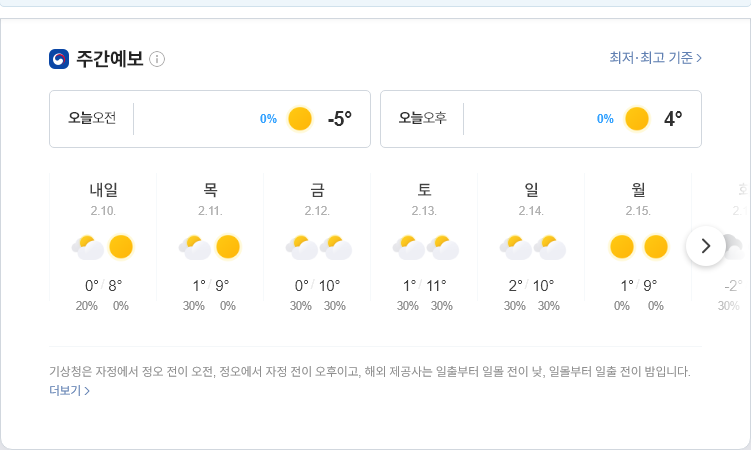 주간예보
최저·최고 기준
오늘오전 0% -5°
오늘오후 0% 4°
내일 목 금 토 일 월
2.10. 2.11. 2.12. 2.13. 2.14. 2.15.
0°/8° 1°/9° 0°/10° 1°/11° 2°/10° 1°/9° -2°
20% 0% 30% 0% 30% 30% 30% 30% 30% 30% 0% 0% 30%
기상청은 자정에서 정오 전이 오전, 정오에서 자정 전이 오후이고, 해외 제공사는 일출부터 일몰 전이 낮, 일몰부터 일출 전이 밤입니다.
더보기